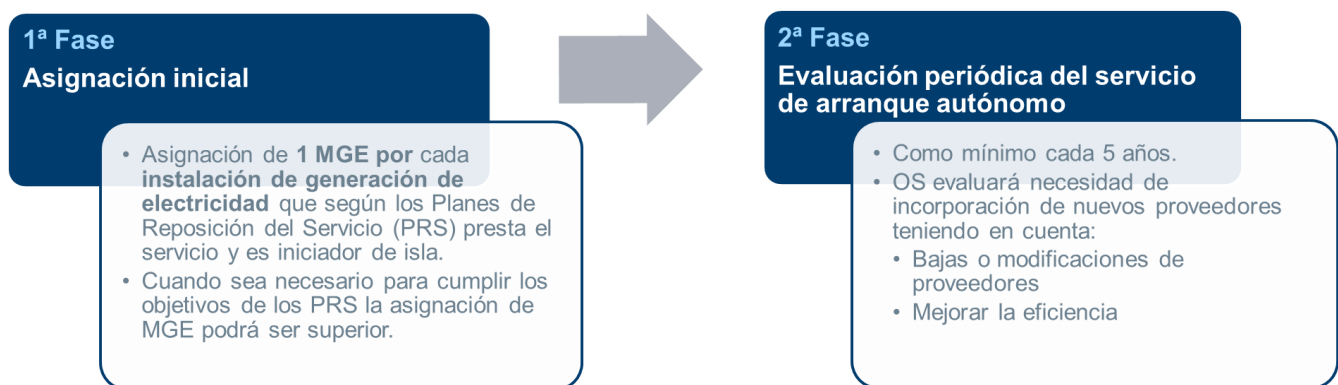 1ª Fase
Asignación inicial
• Asignación de 1 MGE por cada
instalación de generación de
electricidad que según los Planes de
Reposición del Servicio (PRS) presta el
servicio y es iniciador de isla.
• Cuando sea necesario para cumplir los
objetivos de los PRS la asignación de
MGE podrá ser superior.
2ª Fase
Evaluación periódica del servicio
de arranque autónomo
• Como mínimo cada 5 años.
• OS evaluará necesidad de
incorporación de nuevos proveedores
teniendo en cuenta:
• Bajas o modificaciones de
proveedores
• Mejorar la eficiencia